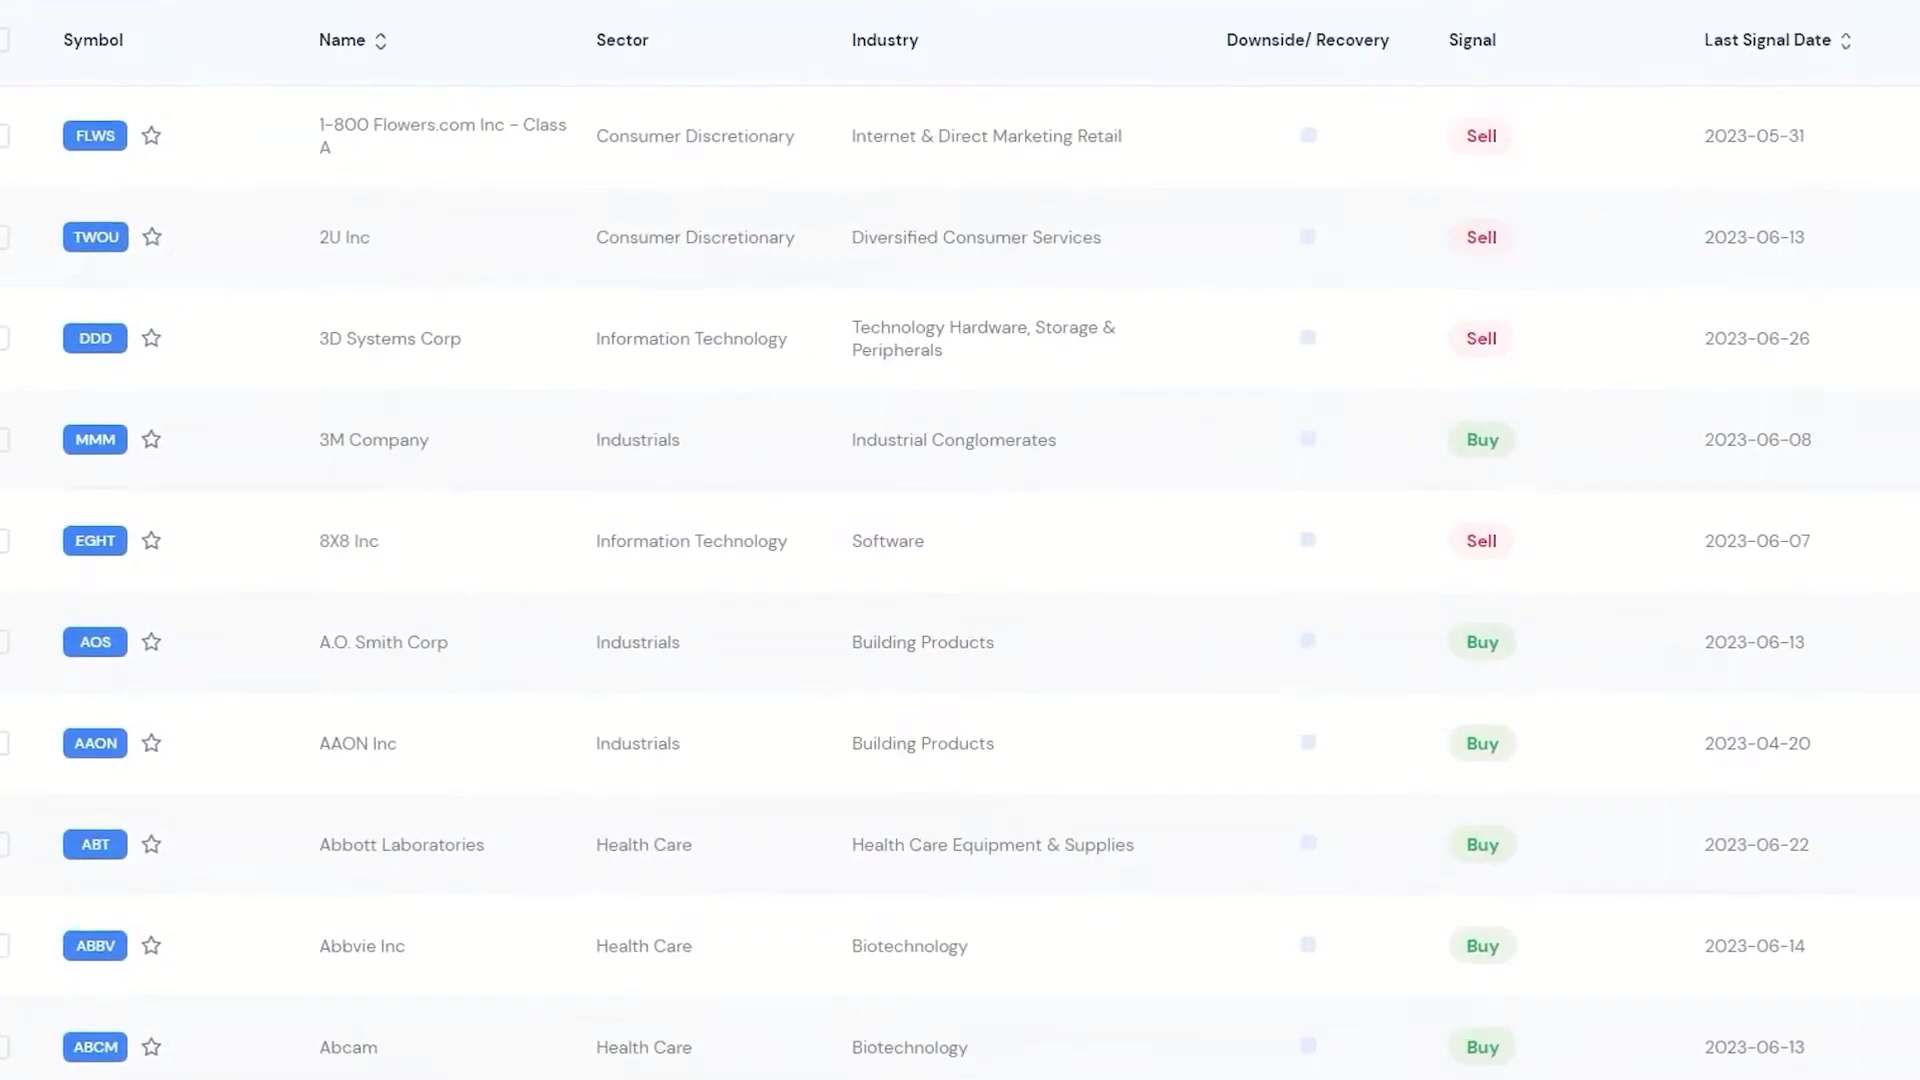 Symbol Name Sector Industry Downside/ Recovery Signal Last Signal Date
FLWS 1-800 Flowers.com Inc - Class Consumer Discretionary Internet & Direct Marketing Retail Sell 2023-05-31
A
TWOU 2U Inc Consumer Discretionary Diversified Consumer Services Sell 2023-06-13
DDD 3D Systems Corp Information Technology Technology Hardware, Storage & Sell 2023-06-26
Peripherals
MMM 3M Company Industrials Industrial Conglomerates Buy 2023-06-08
EGHT 8X8 Inc Information Technology Software Sell 2023-06-07
AOS A.O. Smith Corp Industrials Building Products Buy 2023-06-13
AAON AAON Inc Industrials Building Products Buy 2023-04-20
ABT Abbott Laboratories Health Care Health Care Equipment & Supplies Buy 2023-06-22
ABBV Abbvie Inc Health Care Biotechnology Buy 2023-06-14
ABCM Abcam Health Care Biotechnology Buy 2023-06-13